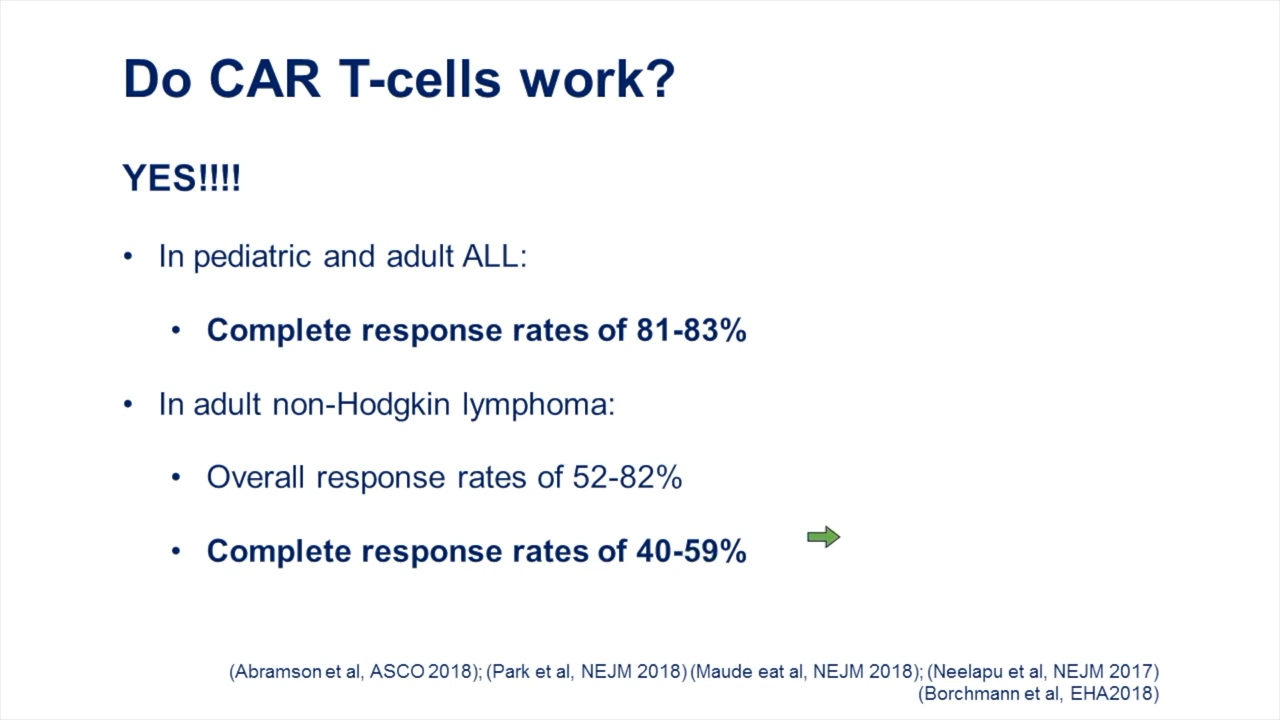 Do CAR T-cells work?
YES!!!!
• In pediatric and adult ALL:
• Complete response rates of 81-83%
• In adult non-Hodgkin lymphoma:
• Overall response rates of 52-82%
• Complete response rates of 40-59%
(Abramson et al, ASCO 2018); (Park et al, NEJM 2018) (Maude eat al, NEJM 2018); (Neelapu et al, NEJM 2017)
(Borchmann et al, EHA2018)